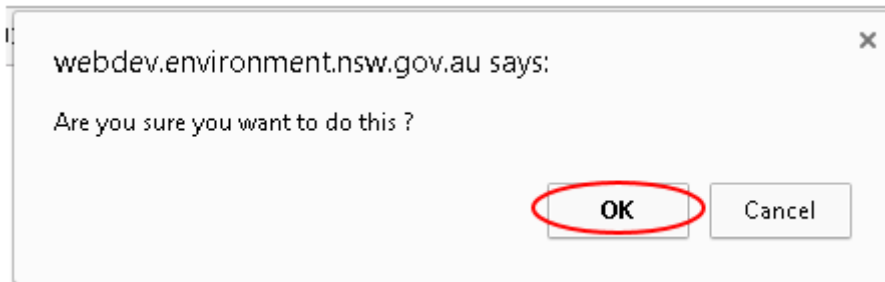 webdev.environment.nsw.gov.au says:
Are you sure you want to do this ?
OK Cancel